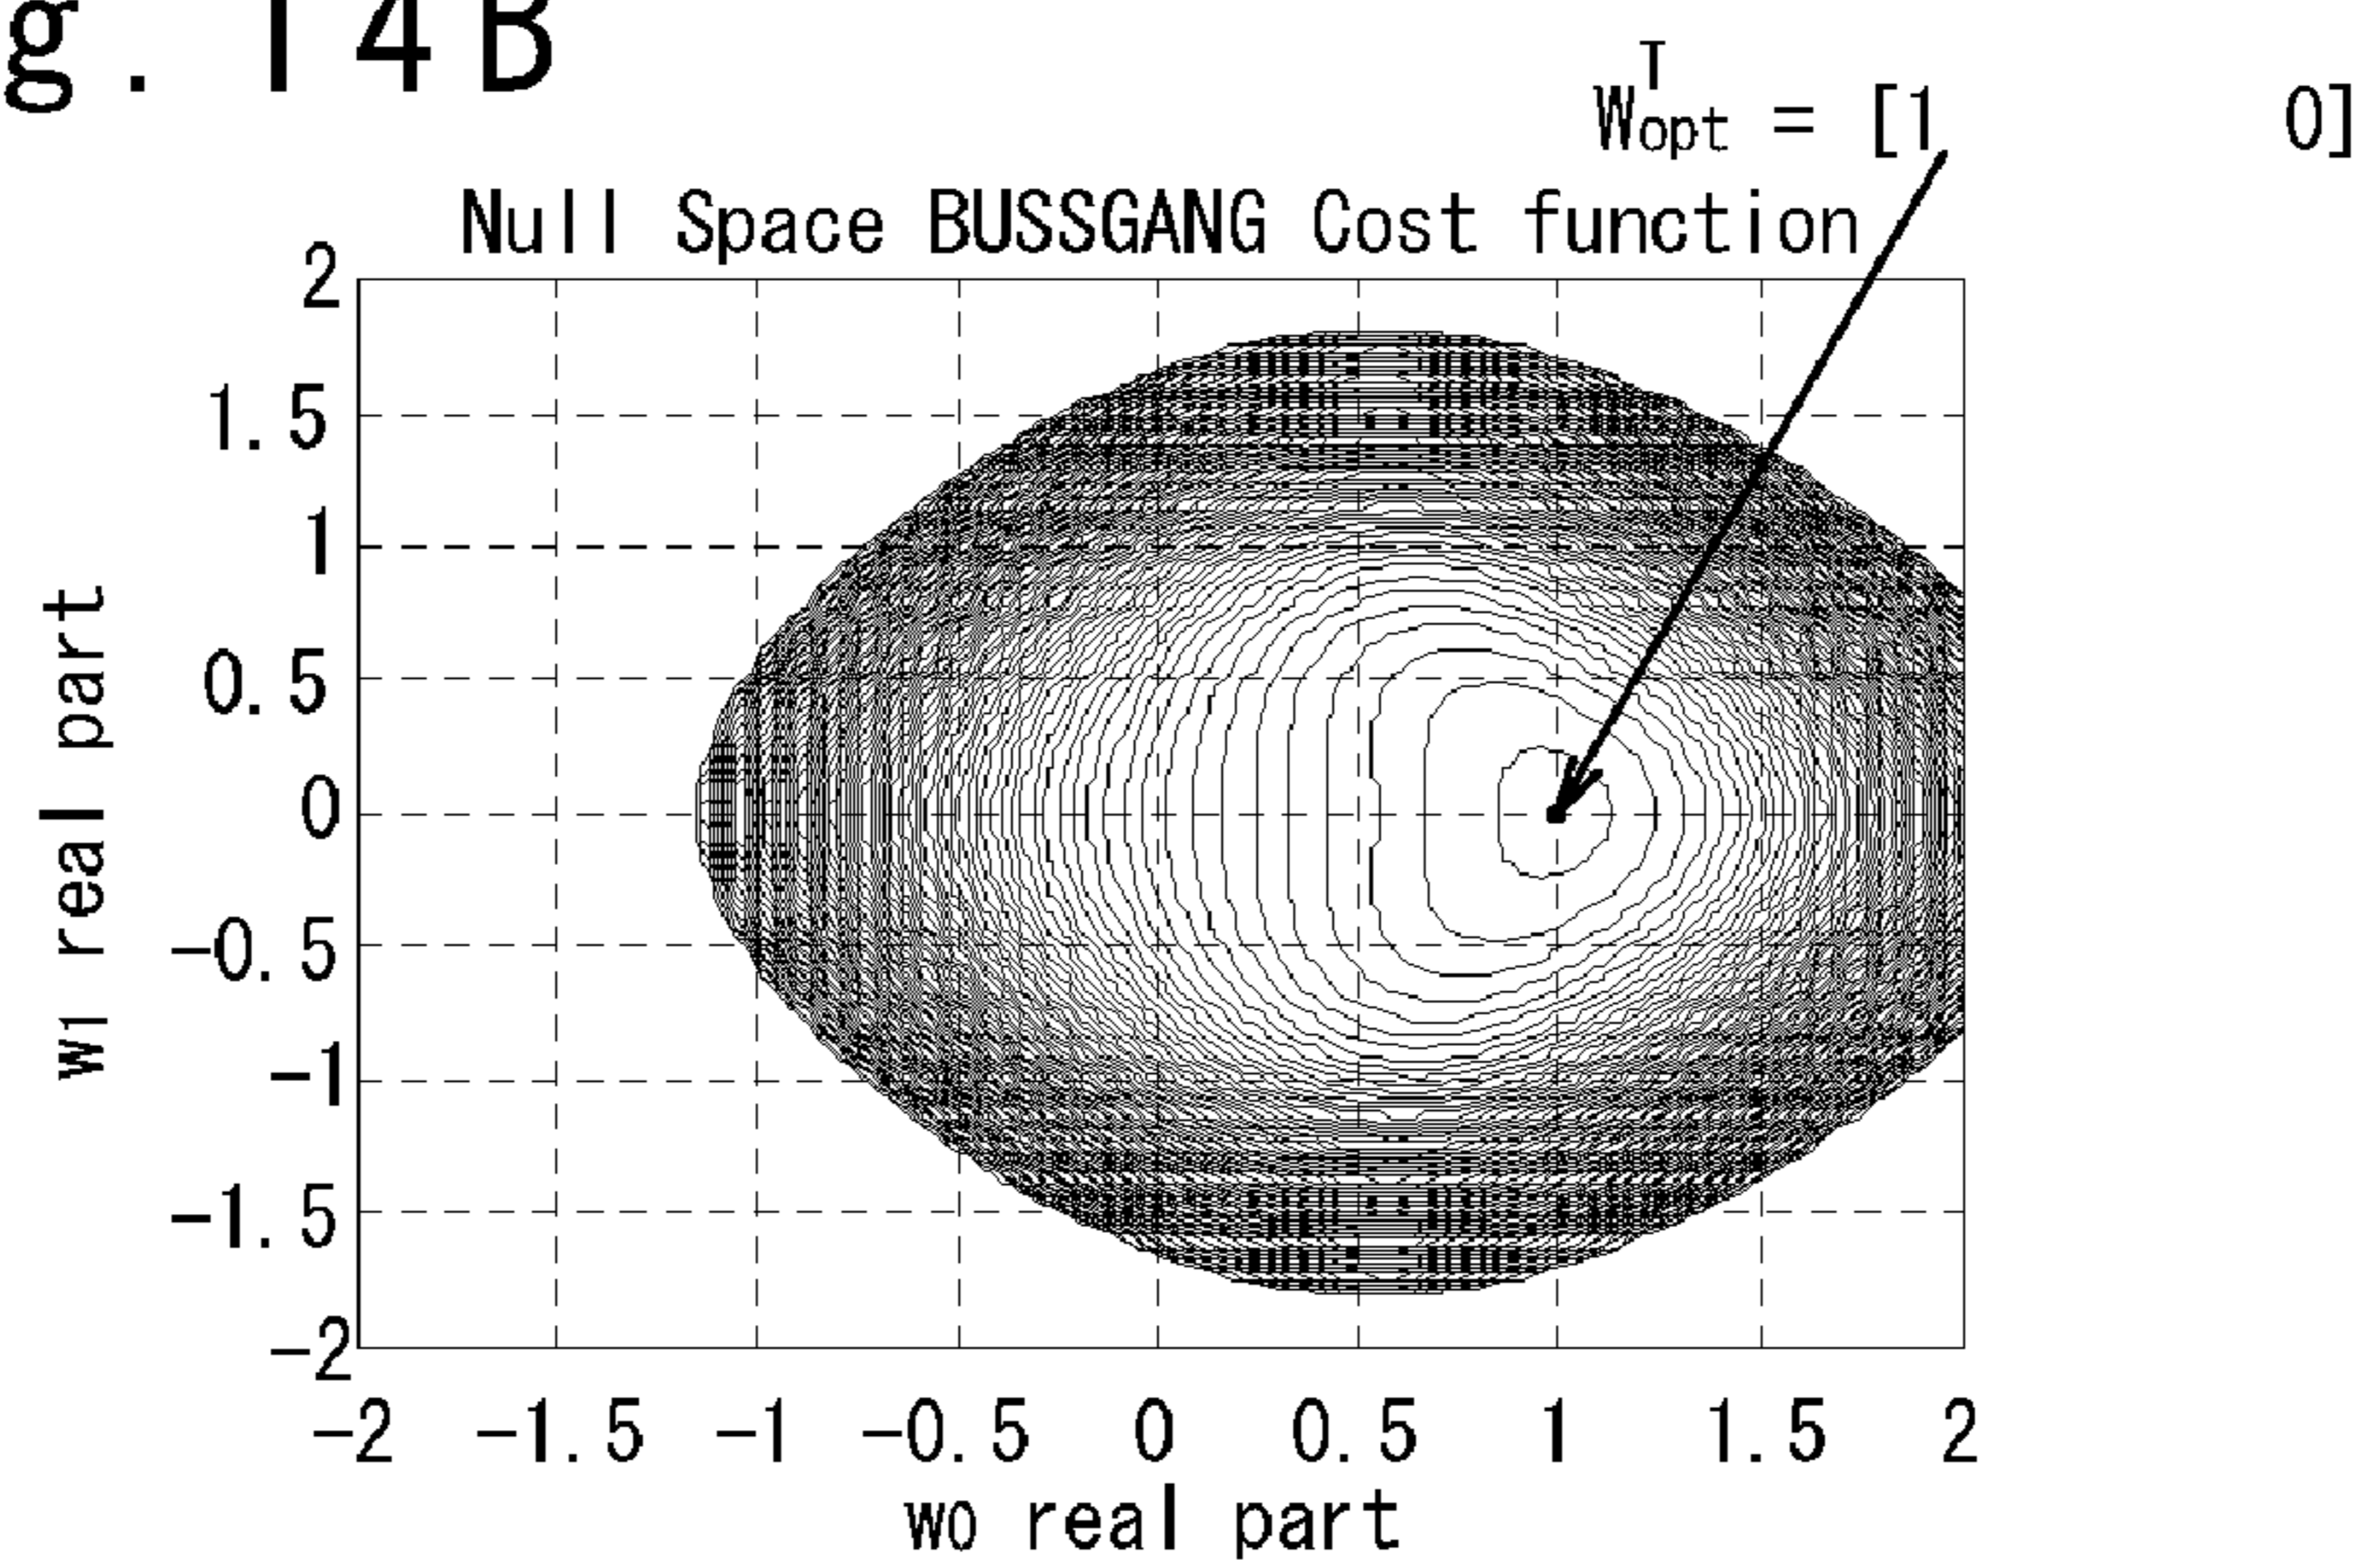 g. 14B
W^T_opt = [1 0]
Null Space BUSSGANG Cost function
2
1.5
1
0.5
0
-0.5
-1
-1.5
-2
w1 real part
-2 -1.5 -1 -0.5 0 0.5 1 1.5 2
w0 real part